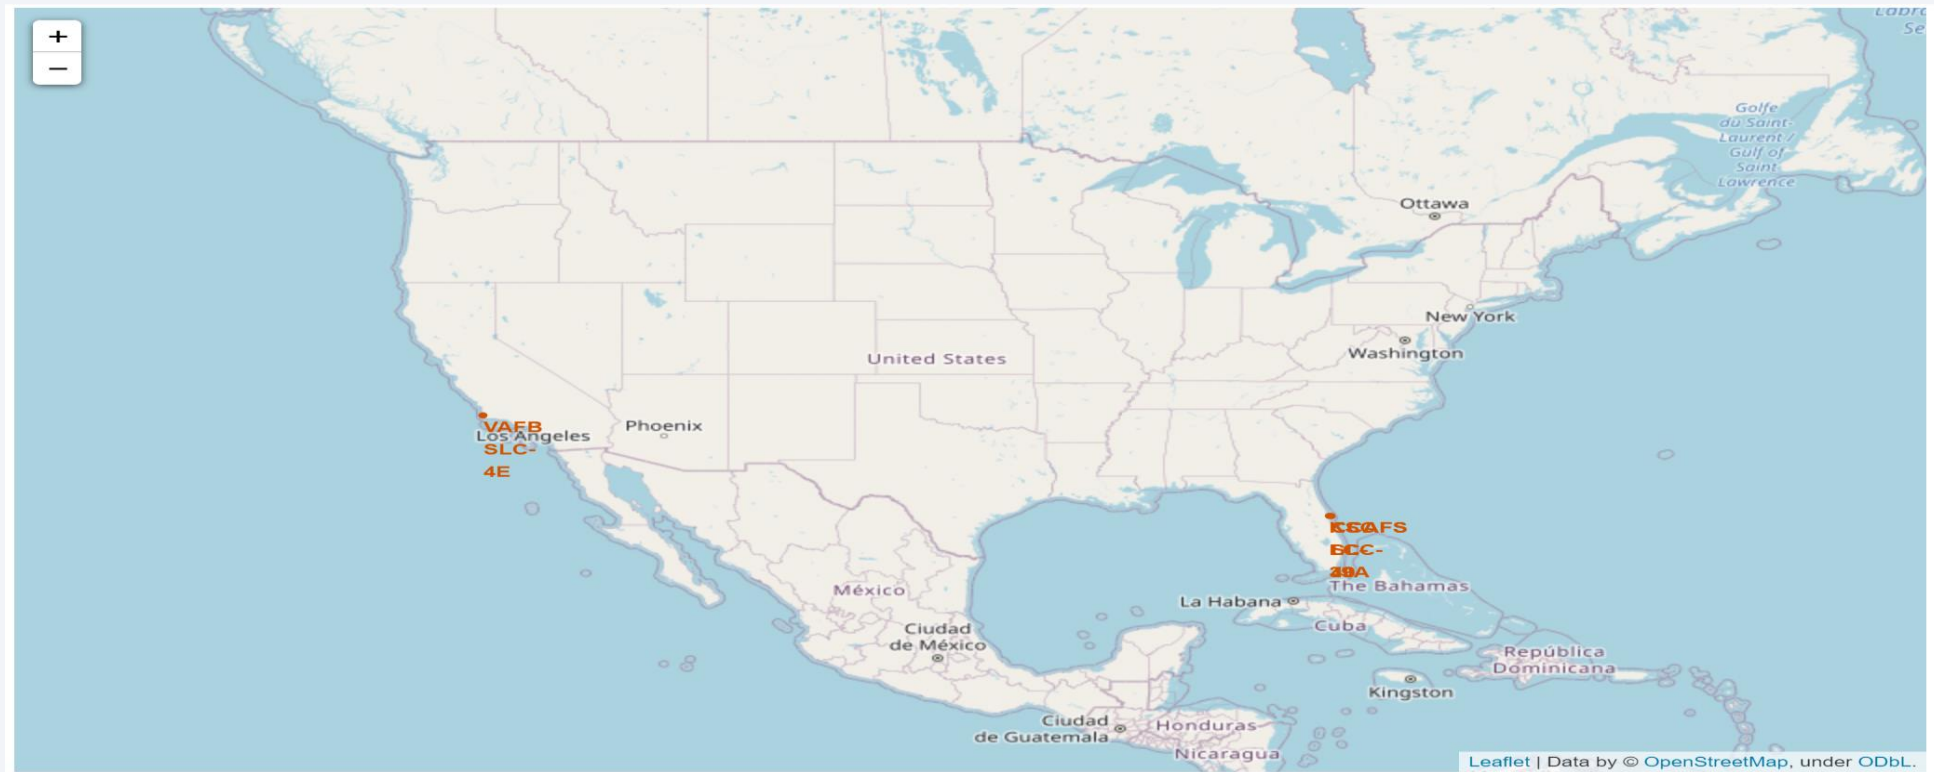 +
−
Labr
Se
Golfe
du Saint-
Laurent /
Gulf of
Saint
Lawrence
Ottawa
New York
Washington
United States
VAFB
Los Angeles
SLC-
4E
Phoenix
The Bahamas
La Habana
México
Cuba
Ciudad
de México
República
Dominicana
Kingston
Ciudad
de Guatemala
Honduras
Nicaragua
Leaflet | Data by © OpenStreetMap, under ODbL.